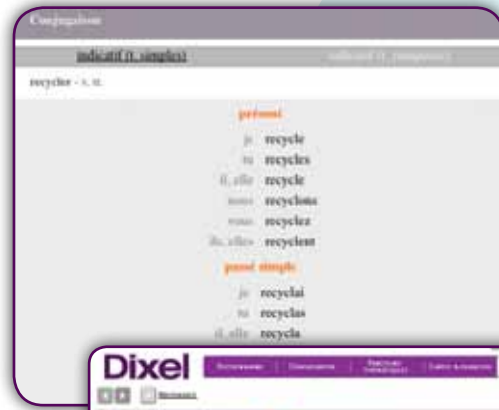 Conjugaison
indicatif (t. simples)
recycler - v. tr.
présent
je recycle
tu recycles
il, elle recycle
nous recyclons
vous recyclez
ils, elles recyclent
passé simple
je recyclai
tu recyclas
il, elle recycla
Dixel